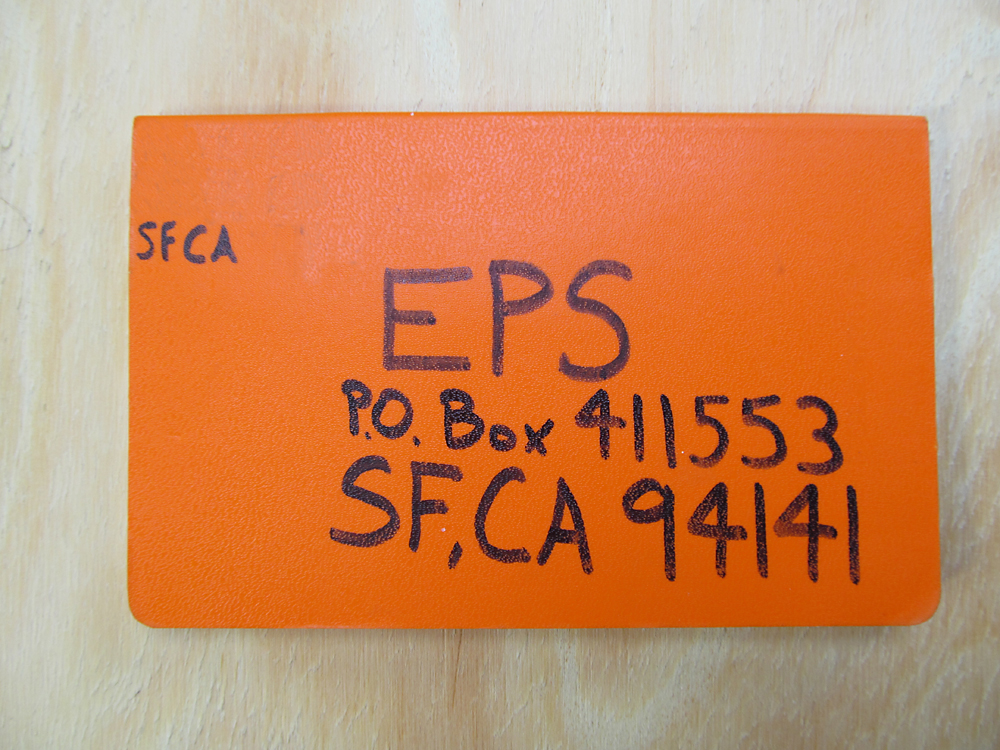 SFCA
EPS
P.O. Box 411553
SF, CA 94141